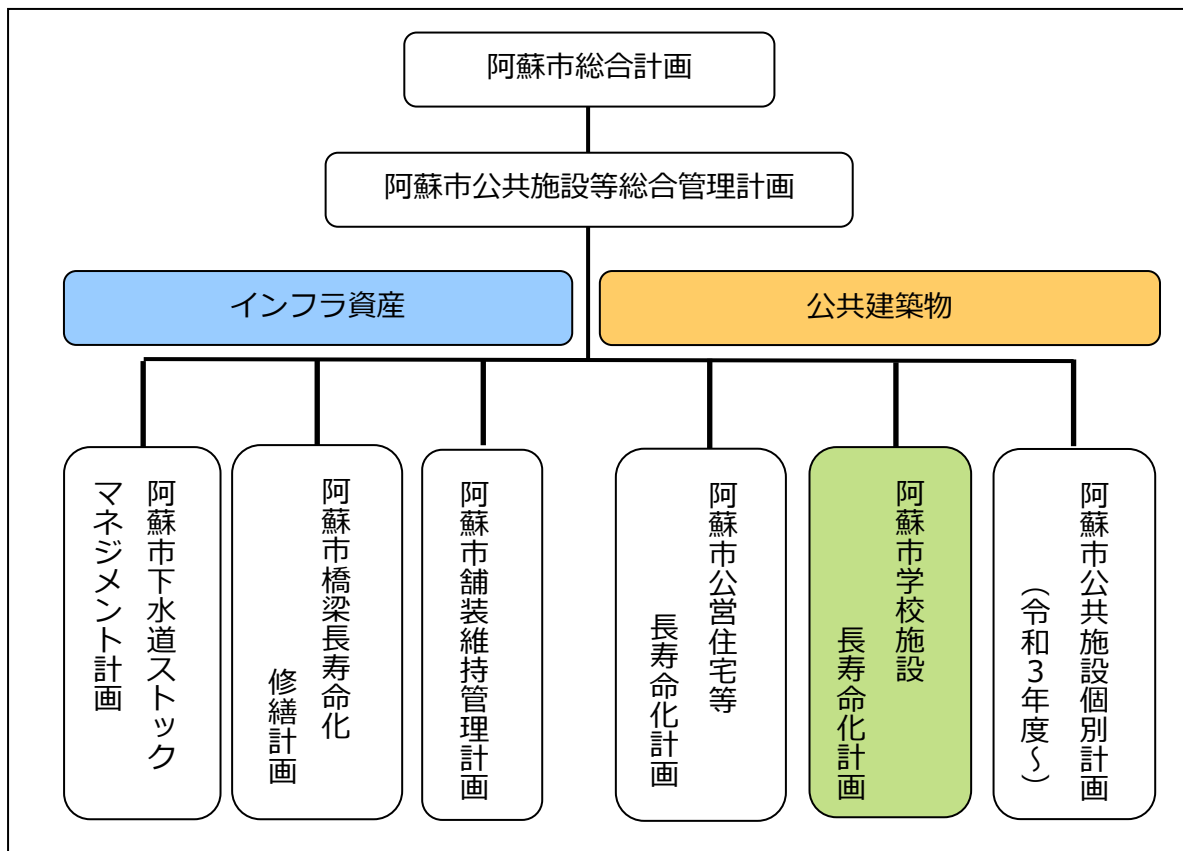 阿蘇市総合計画
阿蘇市公共施設等総合管理計画
インフラ資産
公共建築物
阿蘇市下水道ストック
マネジメント計画
阿蘇市橋梁長寿命化
修繕計画
阿蘇市舗装維持管理計画
阿蘇市公営住宅等
長寿命化計画
阿蘇市学校施設
長寿命化計画
阿蘇市公共施設個別計画
（令和３年度～）